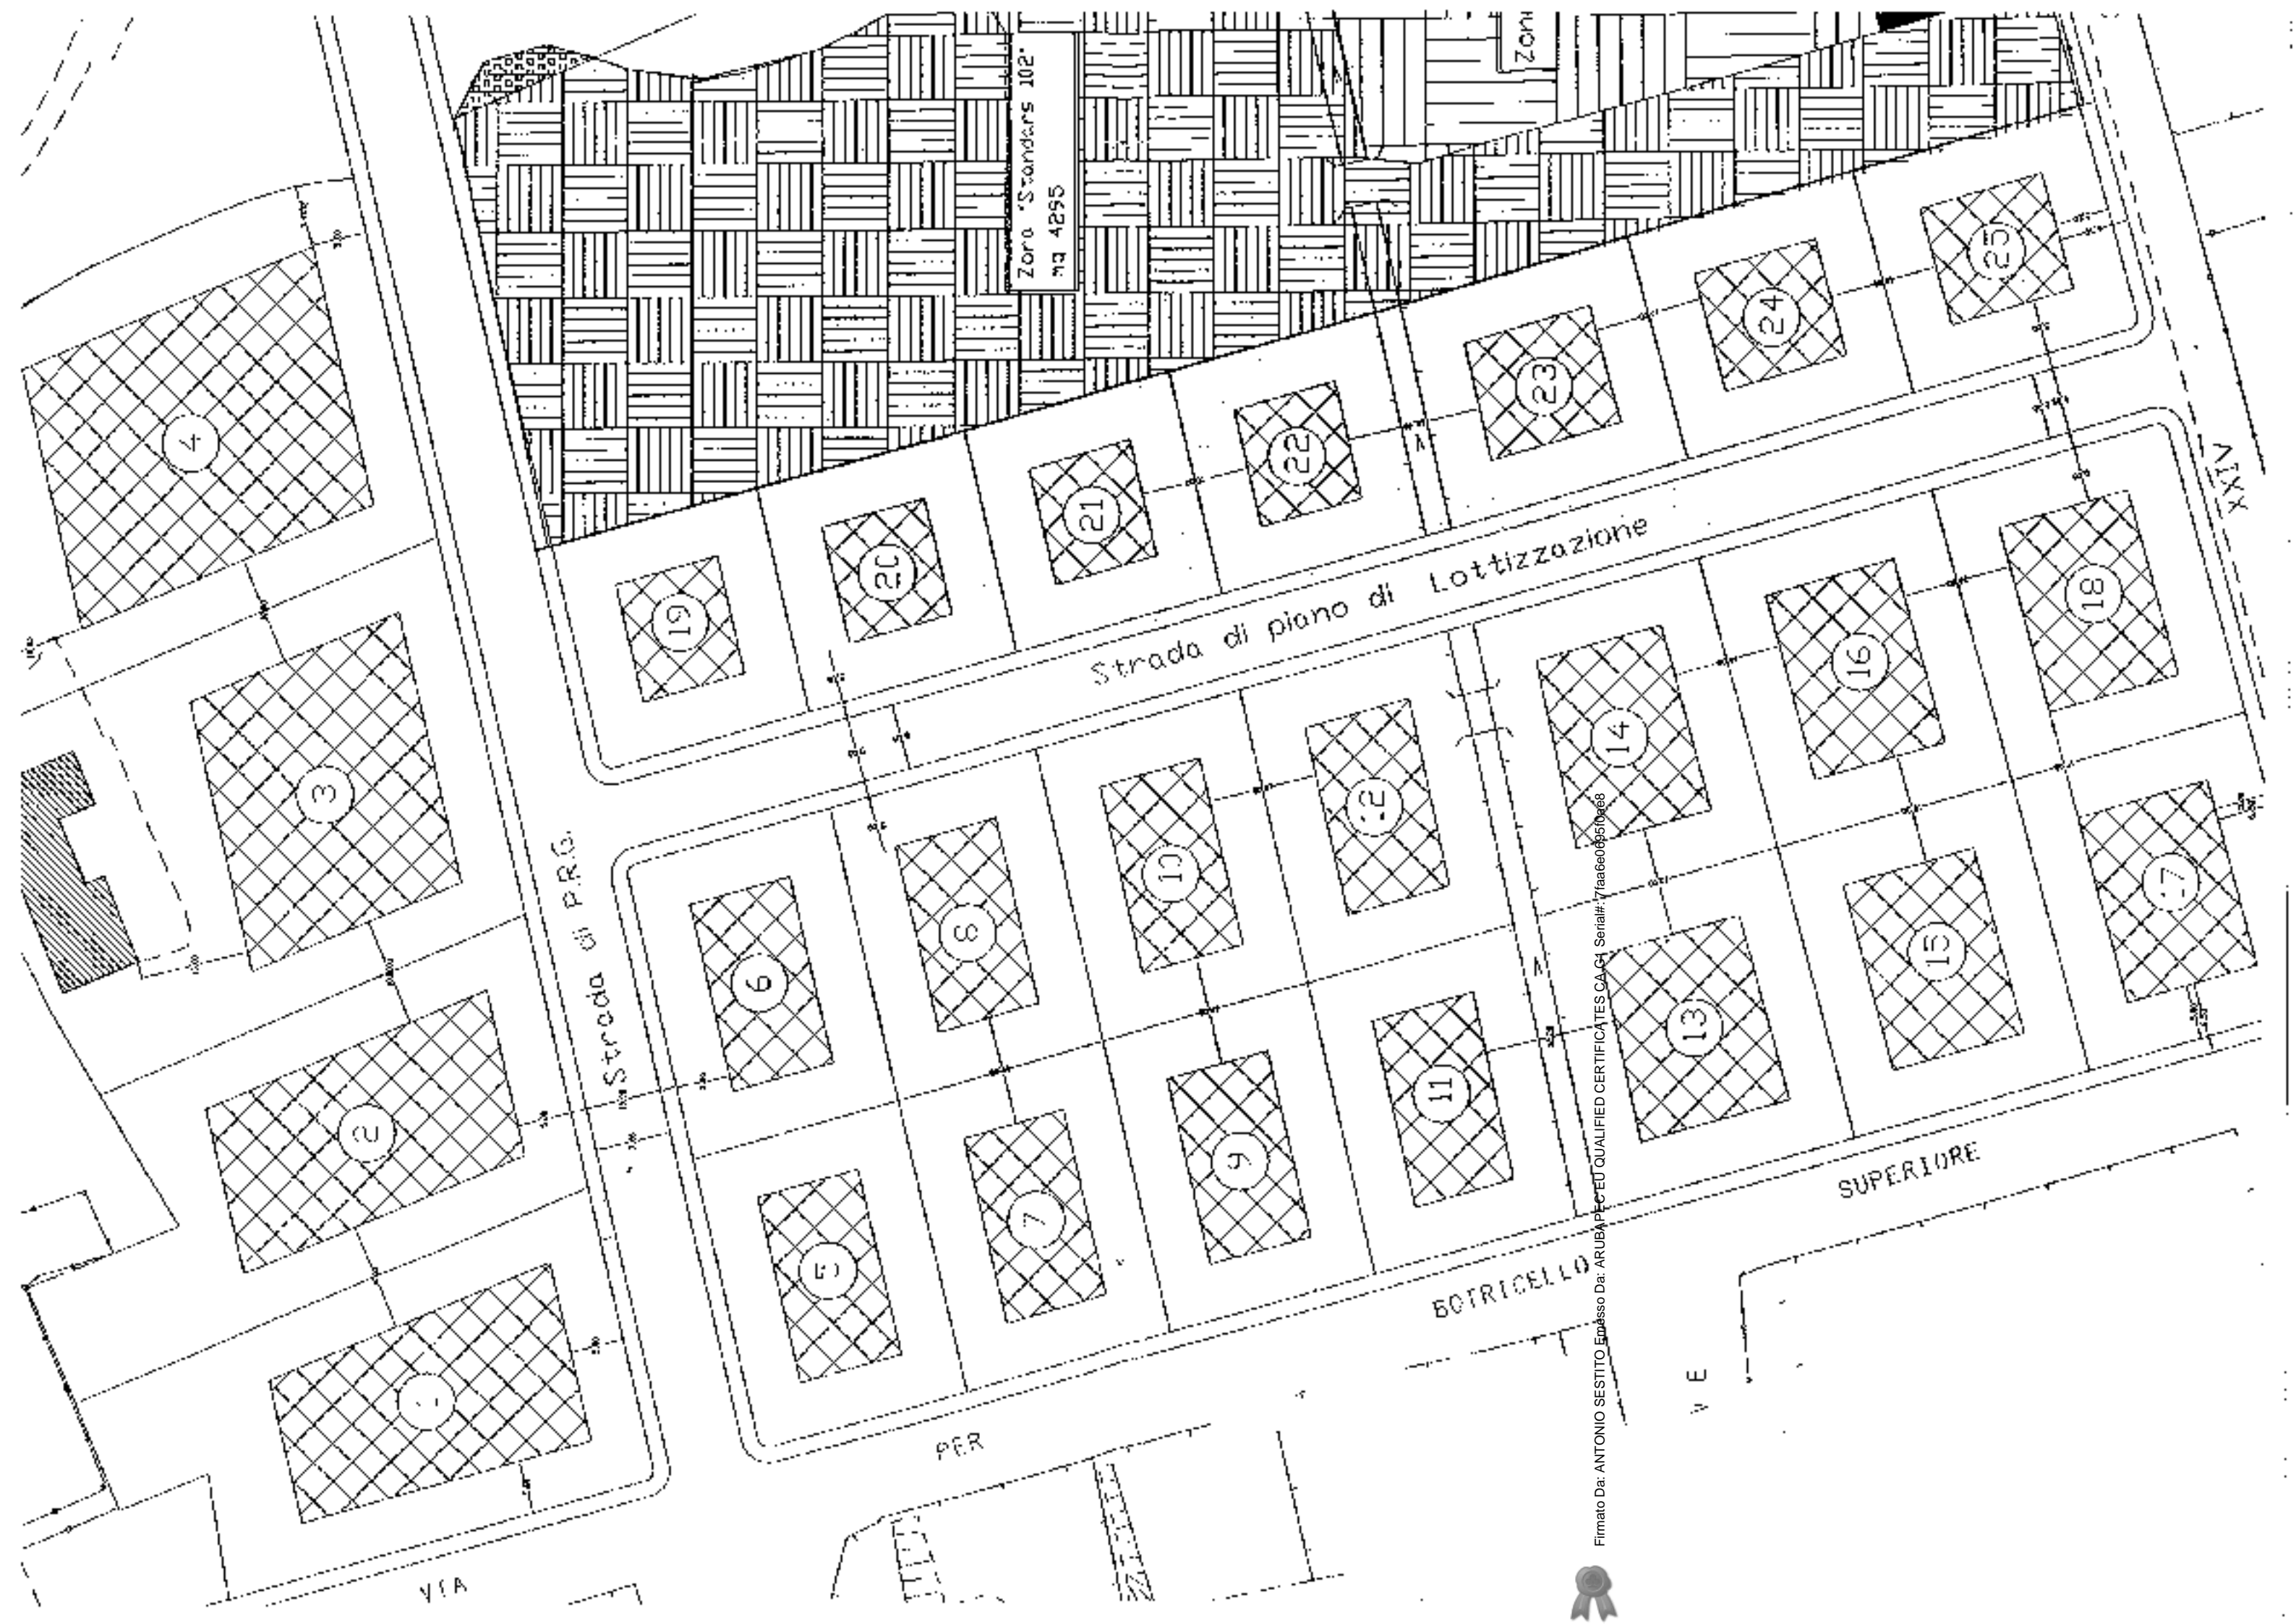 Zona "Standars 102"
mq 4295
Zon
4
3
2
1
19
20
21
22
23
24
25
6
8
10
12
14
16
18
5
7
9
11
13
15
17
Strada di piano di Lottizzazione
Strada di P.R.G.
XXIV
VIA
PER
BOTRICELLO
SUPERIORE
Firmato Da: ANTONIO SESTITO Emesso Da: ARUBAPEC EU QUALIFIED CERTIFICATES CA G1 Serial#: